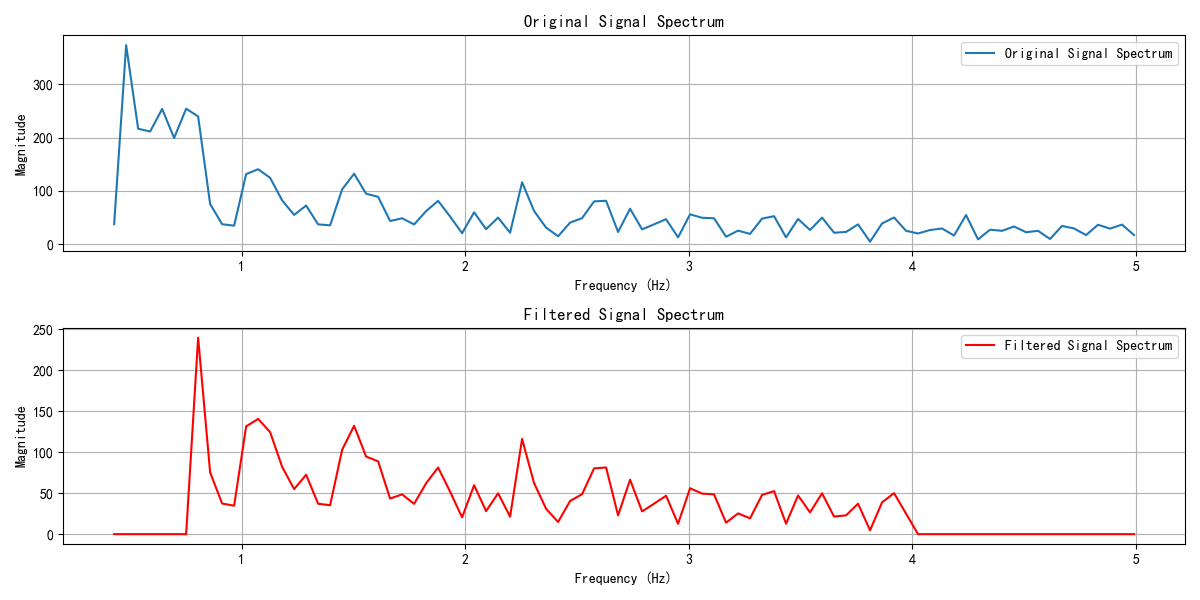 Original Signal Spectrum
Original Signal Spectrum
Magnitude
300
200
100
0
1 2 3 4 5
Frequency (Hz)
Filtered Signal Spectrum
Filtered Signal Spectrum
Magnitude
250
200
150
100
50
0
1 2 3 4 5
Frequency (Hz)